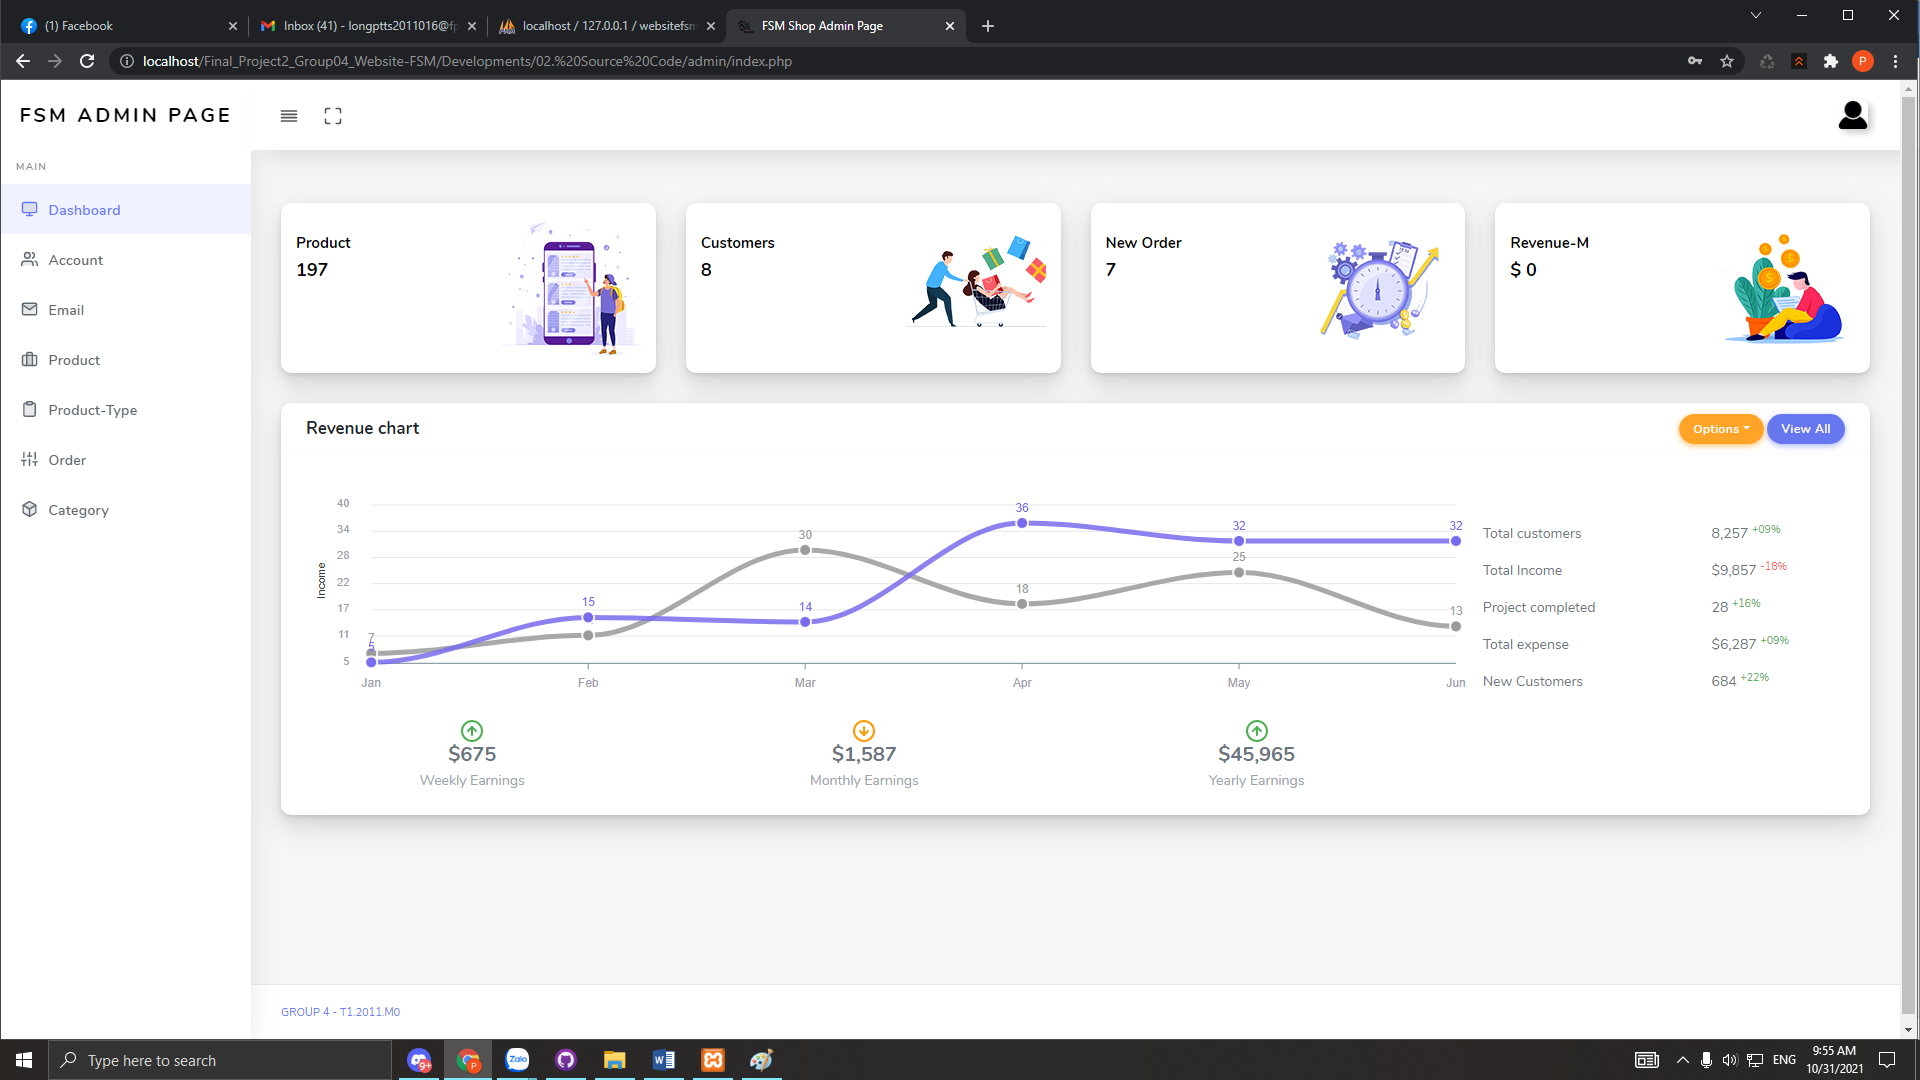 (1) Facebook
Inbox (41) - longptts2011016@fp
localhost / 127.0.0.1 / websitefsm
FSM Shop Admin Page
localhost/Final_Project2_Group04_Website-FSM/Developments/02.%20Source%20Code/admin/index.php
P
FSM ADMIN PAGE
MAIN
Dashboard
Account
Email
Product
Product-Type
Order
Category
Product
197
Customers
8
New Order
7
Revenue-M
$ 0
Revenue chart
Options
View All
Income
40
34
28
22
17
11
5
7
5
15
30
14
36
18
32
25
32
13
Jan
Feb
Mar
Apr
May
Jun
Total customers 8,257 +09%
Total Income $9,857 -18%
Project completed 28 +16%
Total expense $6,287 +09%
New Customers 684 +22%
$675
Weekly Earnings
$1,587
Monthly Earnings
$45,965
Yearly Earnings
GROUP 4 - T1.2011.M0
Type here to search
9+
P
Zalo
ENG
9:55 AM
10/31/2021